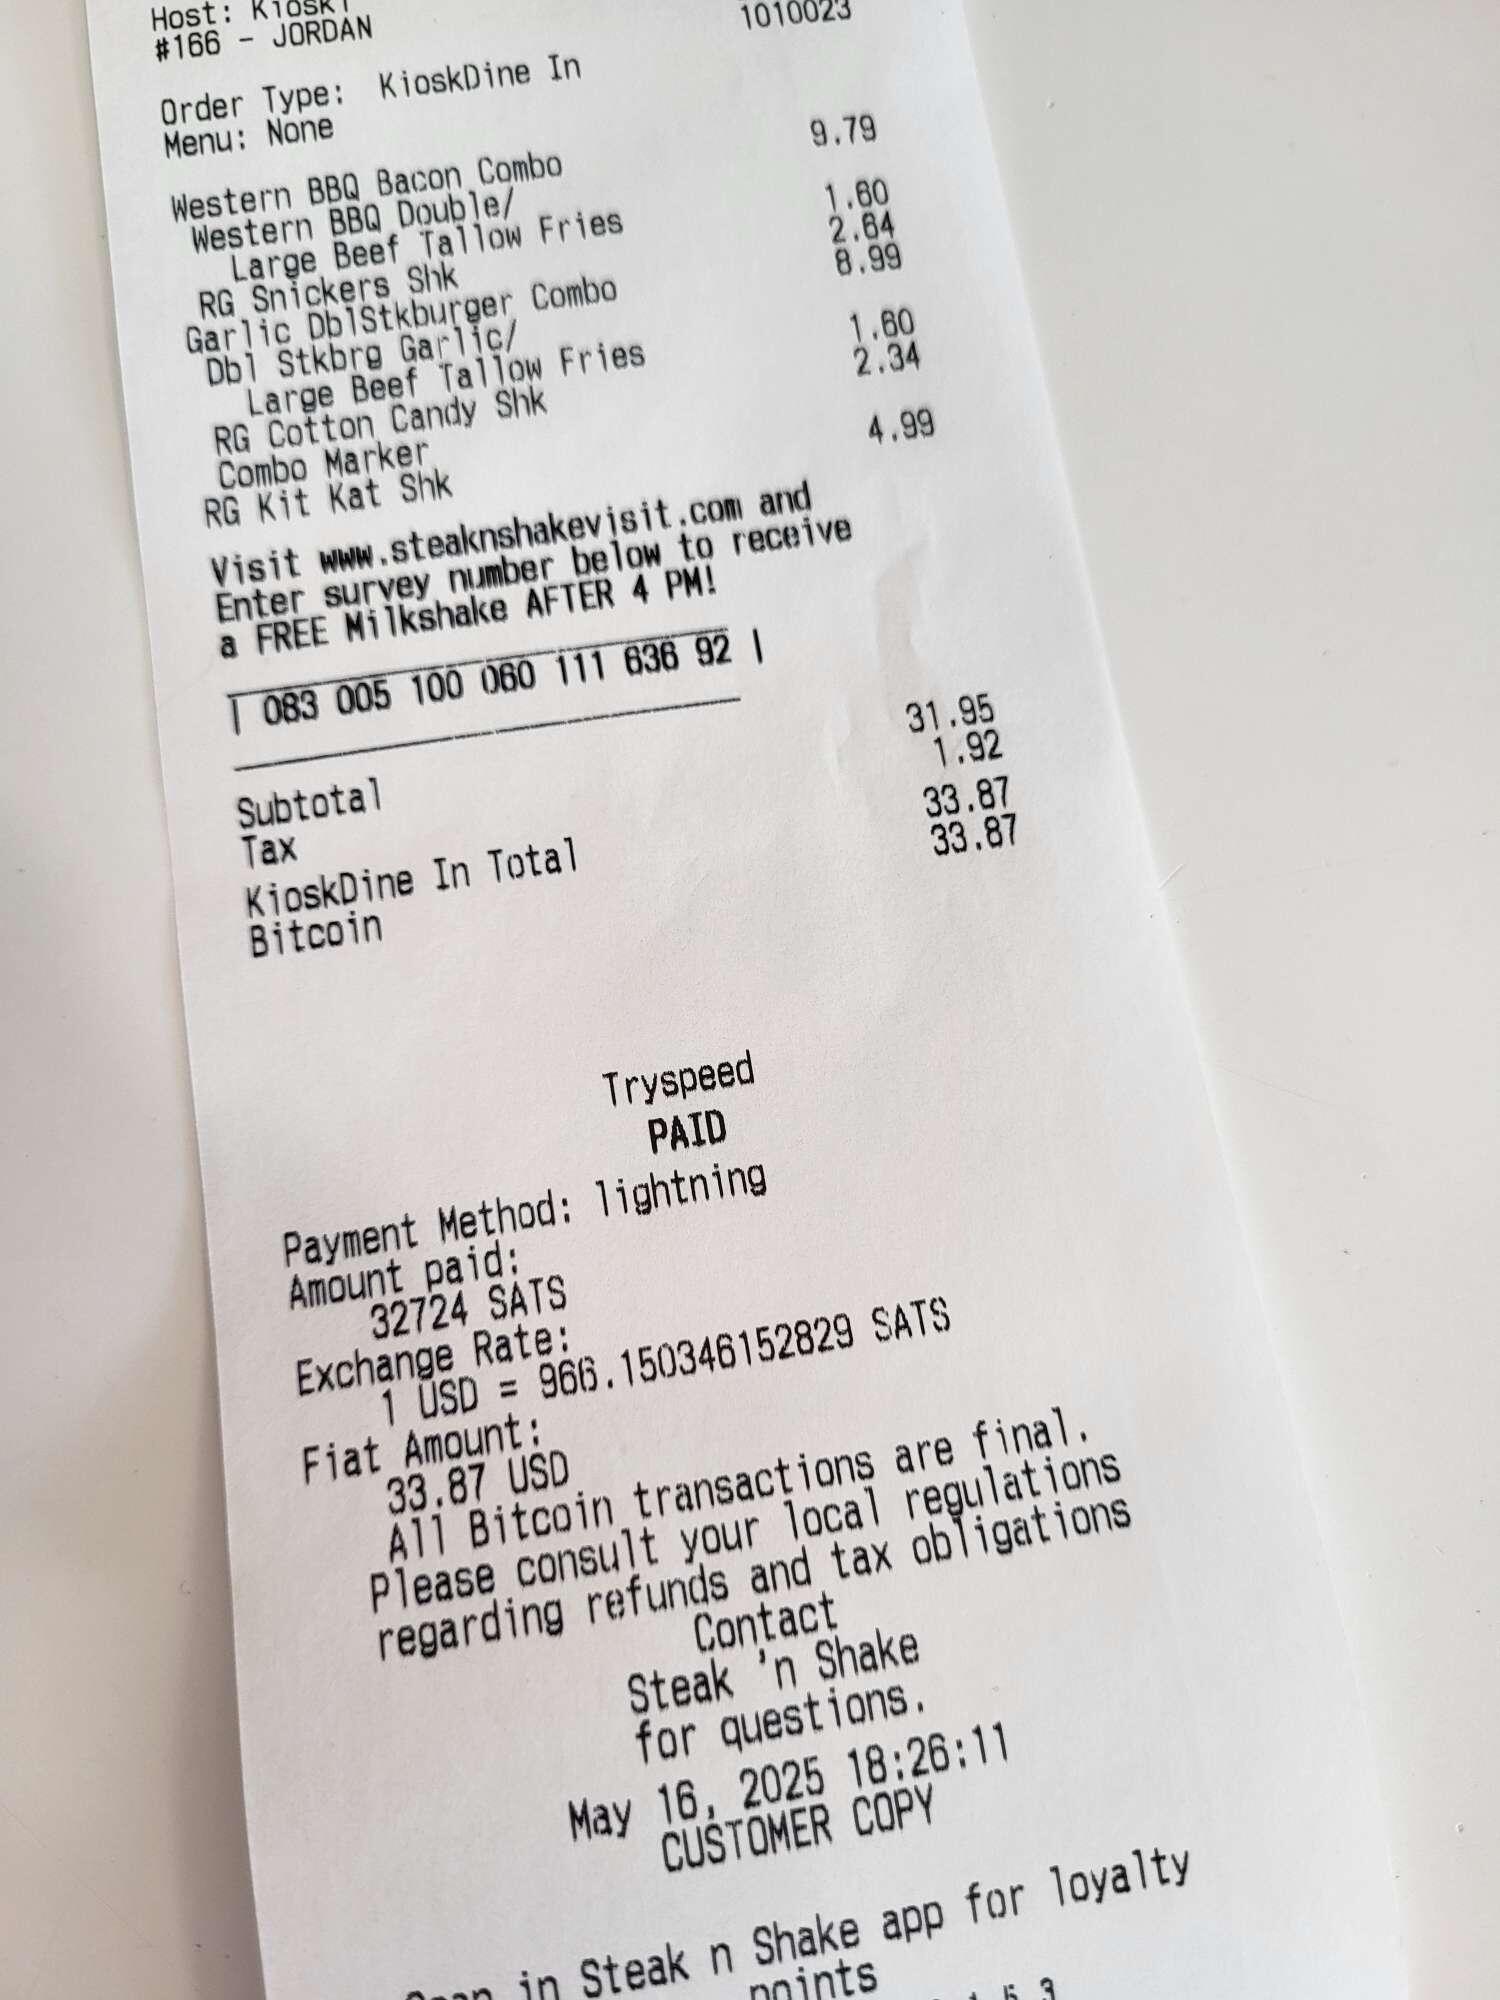 Host: Kiosk1
#166 - JORDAN 1010023
Order Type: KioskDine In
Menu: None
Western BBQ Bacon Combo 9.79
Western BBQ Double/
Large Beef Tallow Fries 1.60
RG Snickers Shk 2.64
Garlic DblStkburger Combo 8.99
Dbl Stkbrg Garlic/
Large Beef Tallow Fries 1.60
RG Cotton Candy Shk 2.34
Combo Marker
RG Kit Kat Shk 4.99
Visit www.steaknshakevisit.com and
Enter survey number below to receive
a FREE Milkshake AFTER 4 PM!
| 083 005 100 060 111 636 92 |
Subtotal 31.95
Tax 1.92
KioskDine In Total 33.87
Bitcoin 33.87
Tryspeed
PAID
Payment Method: lightning
Amount paid:
32724 SATS
Exchange Rate:
1 USD = 966.150346152829 SATS
Fiat Amount:
33.87 USD
All Bitcoin transactions are final.
Please consult your local regulations
regarding refunds and tax obligations
Contact
Steak 'n Shake
for questions.
May 16, 2025 18:26:11
CUSTOMER COPY
Scan in Steak n Shake app for loyalty
points